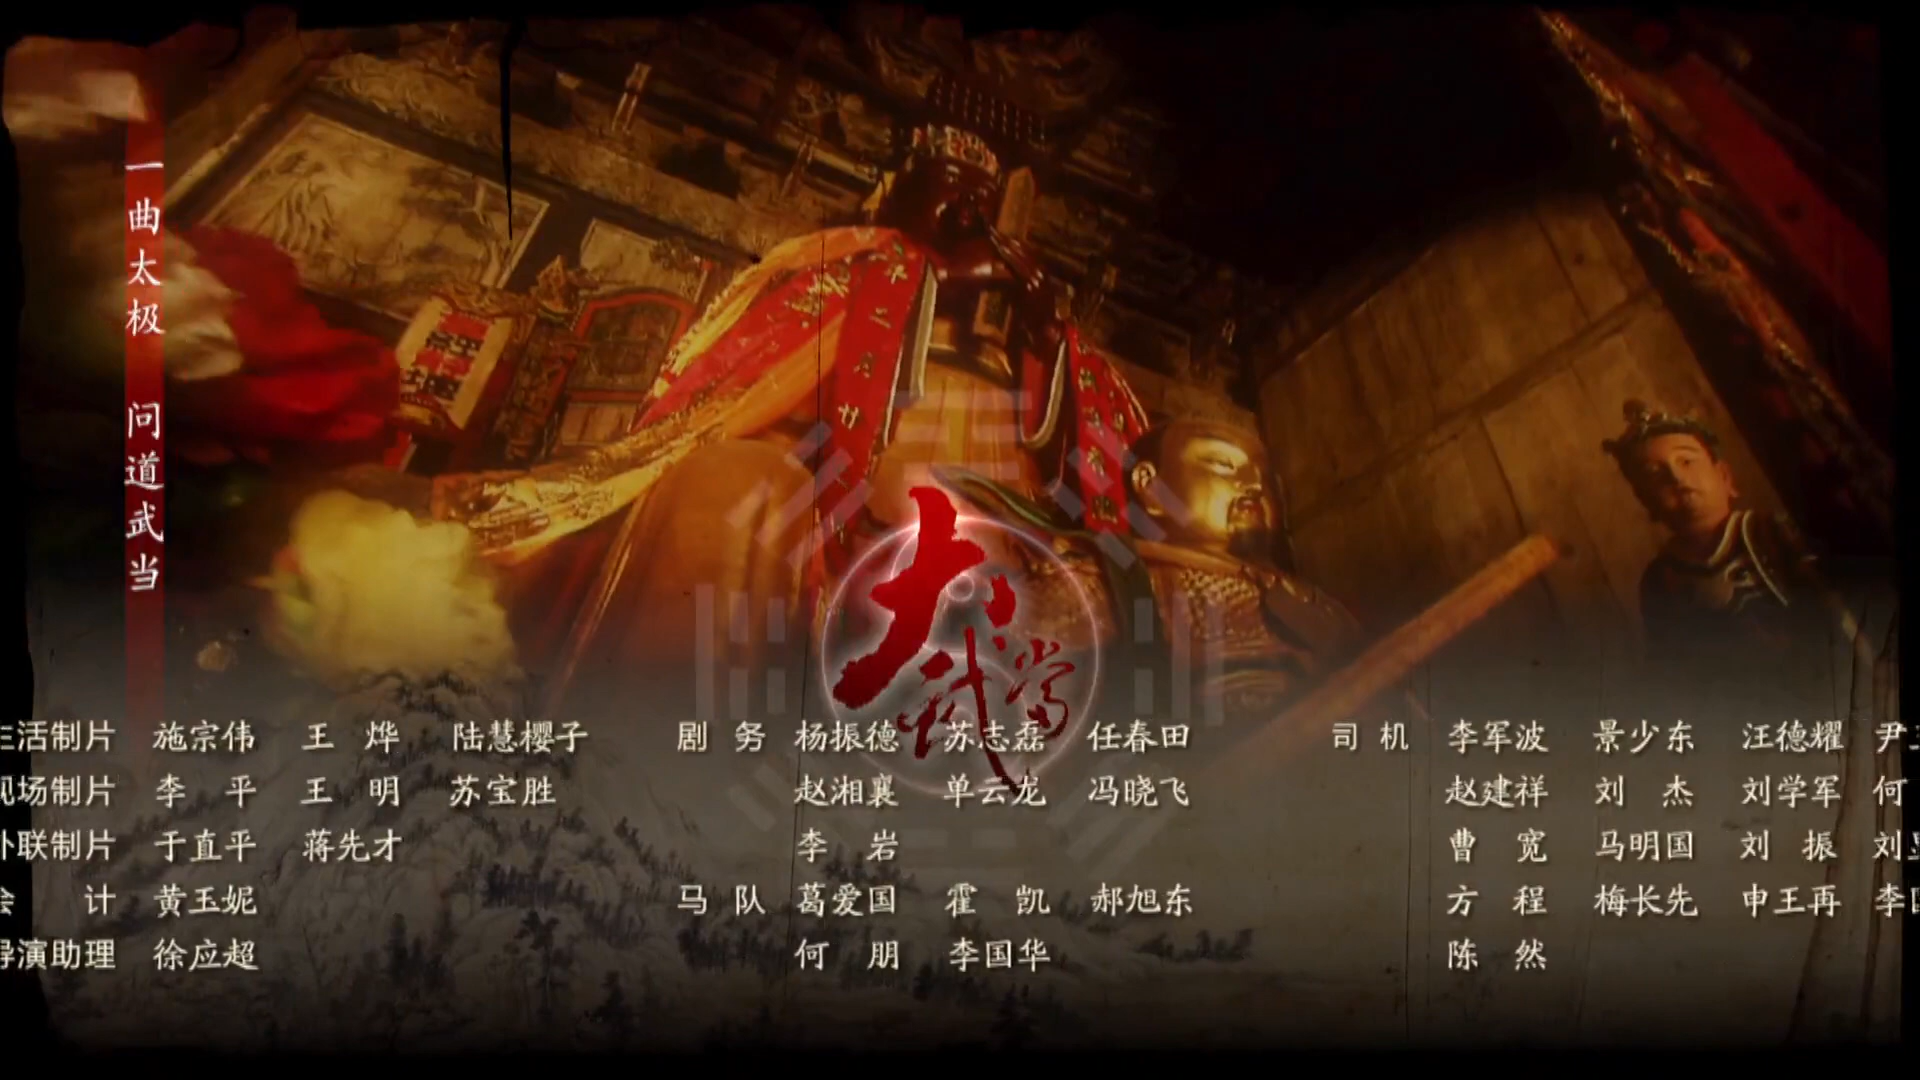 一曲太极 问道武当
大武當
生活制片 施宗伟 王烨 陆慧樱子
现场制片 李平 王明 苏宝胜
外联制片 于直平 蒋先才
会计 黄玉妮
导演助理 徐应超
剧务 杨振德 苏志磊 任春田
赵湘襄 单云龙 冯晓飞
李岩
马队 葛爱国 霍凯 郝旭东
何朋 李国华
司机 李军波 景少东 汪德耀 尹
赵建祥 刘杰 刘学军 何
曹宽 马明国 刘振 刘
方程 梅长先 申王再 李
陈然